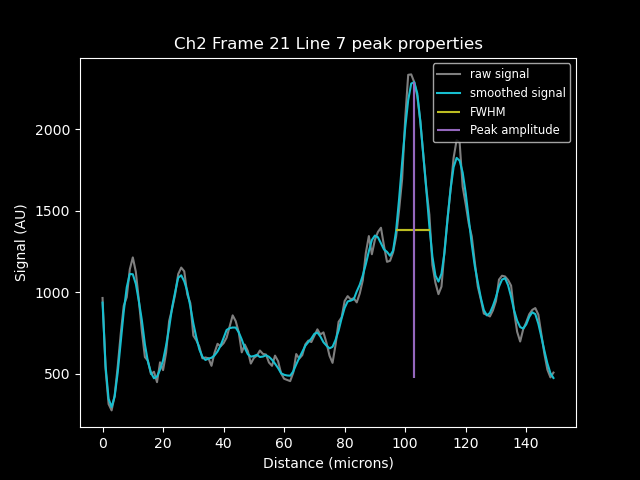 Ch2 Frame 21 Line 7 peak properties
raw signal
smoothed signal
FWHM
Peak amplitude
Signal (AU)
2000
1500
1000
500
0 20 40 60 80 100 120 140
Distance (microns)